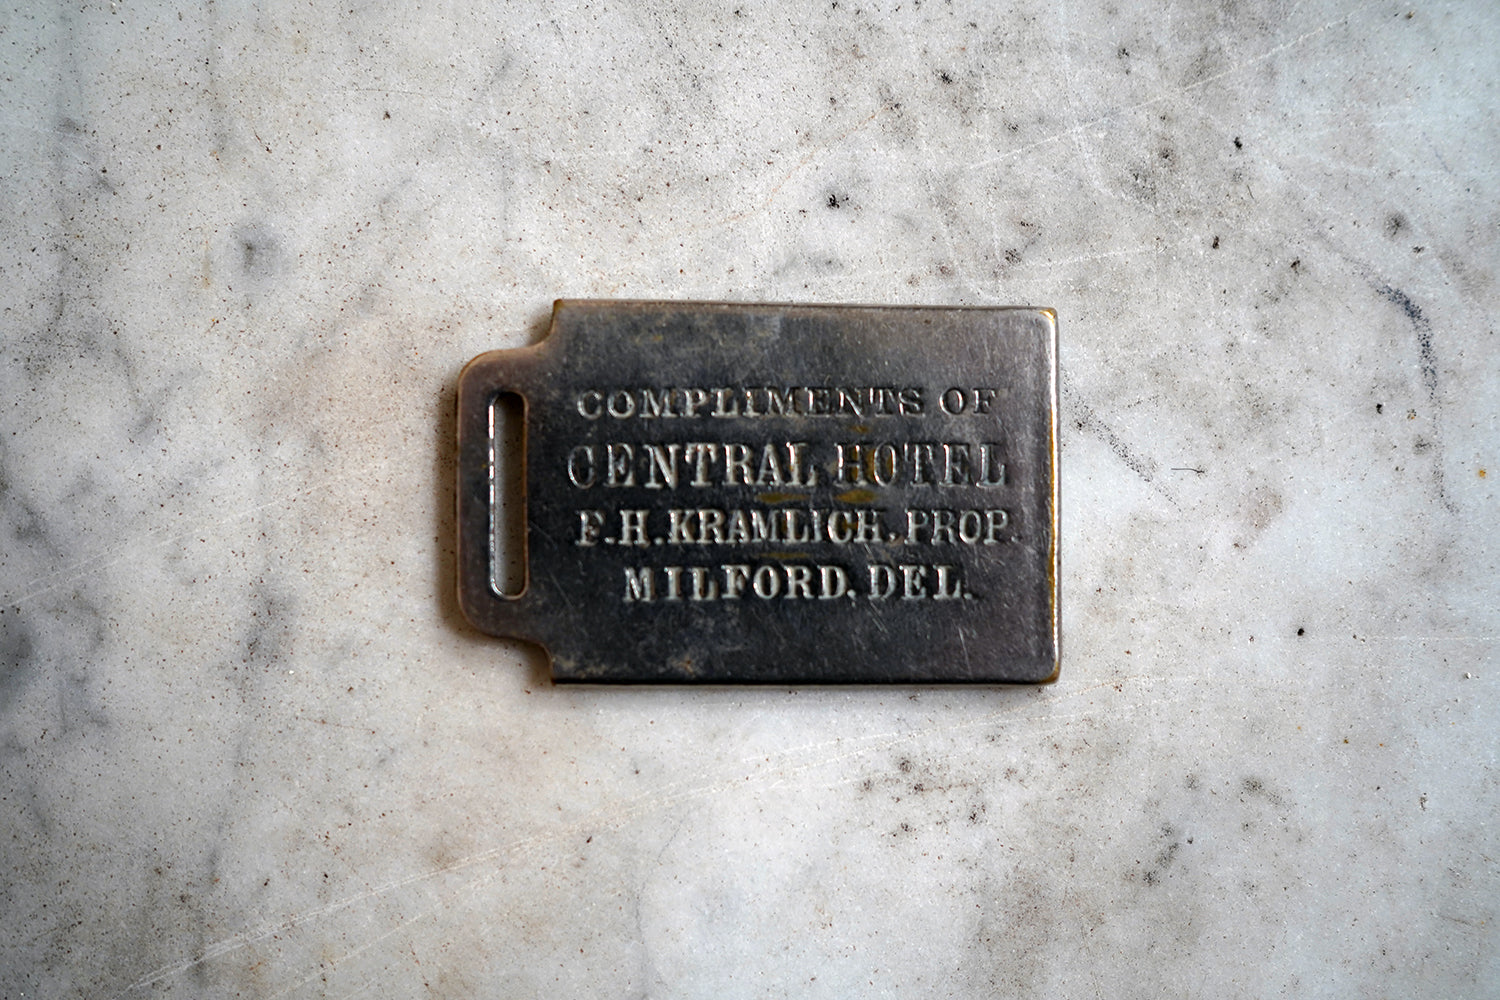 COMPLIMENTS OF
CENTRAL HOTEL
F.H.KRAMLICH, PROP.
MILFORD, DEL.